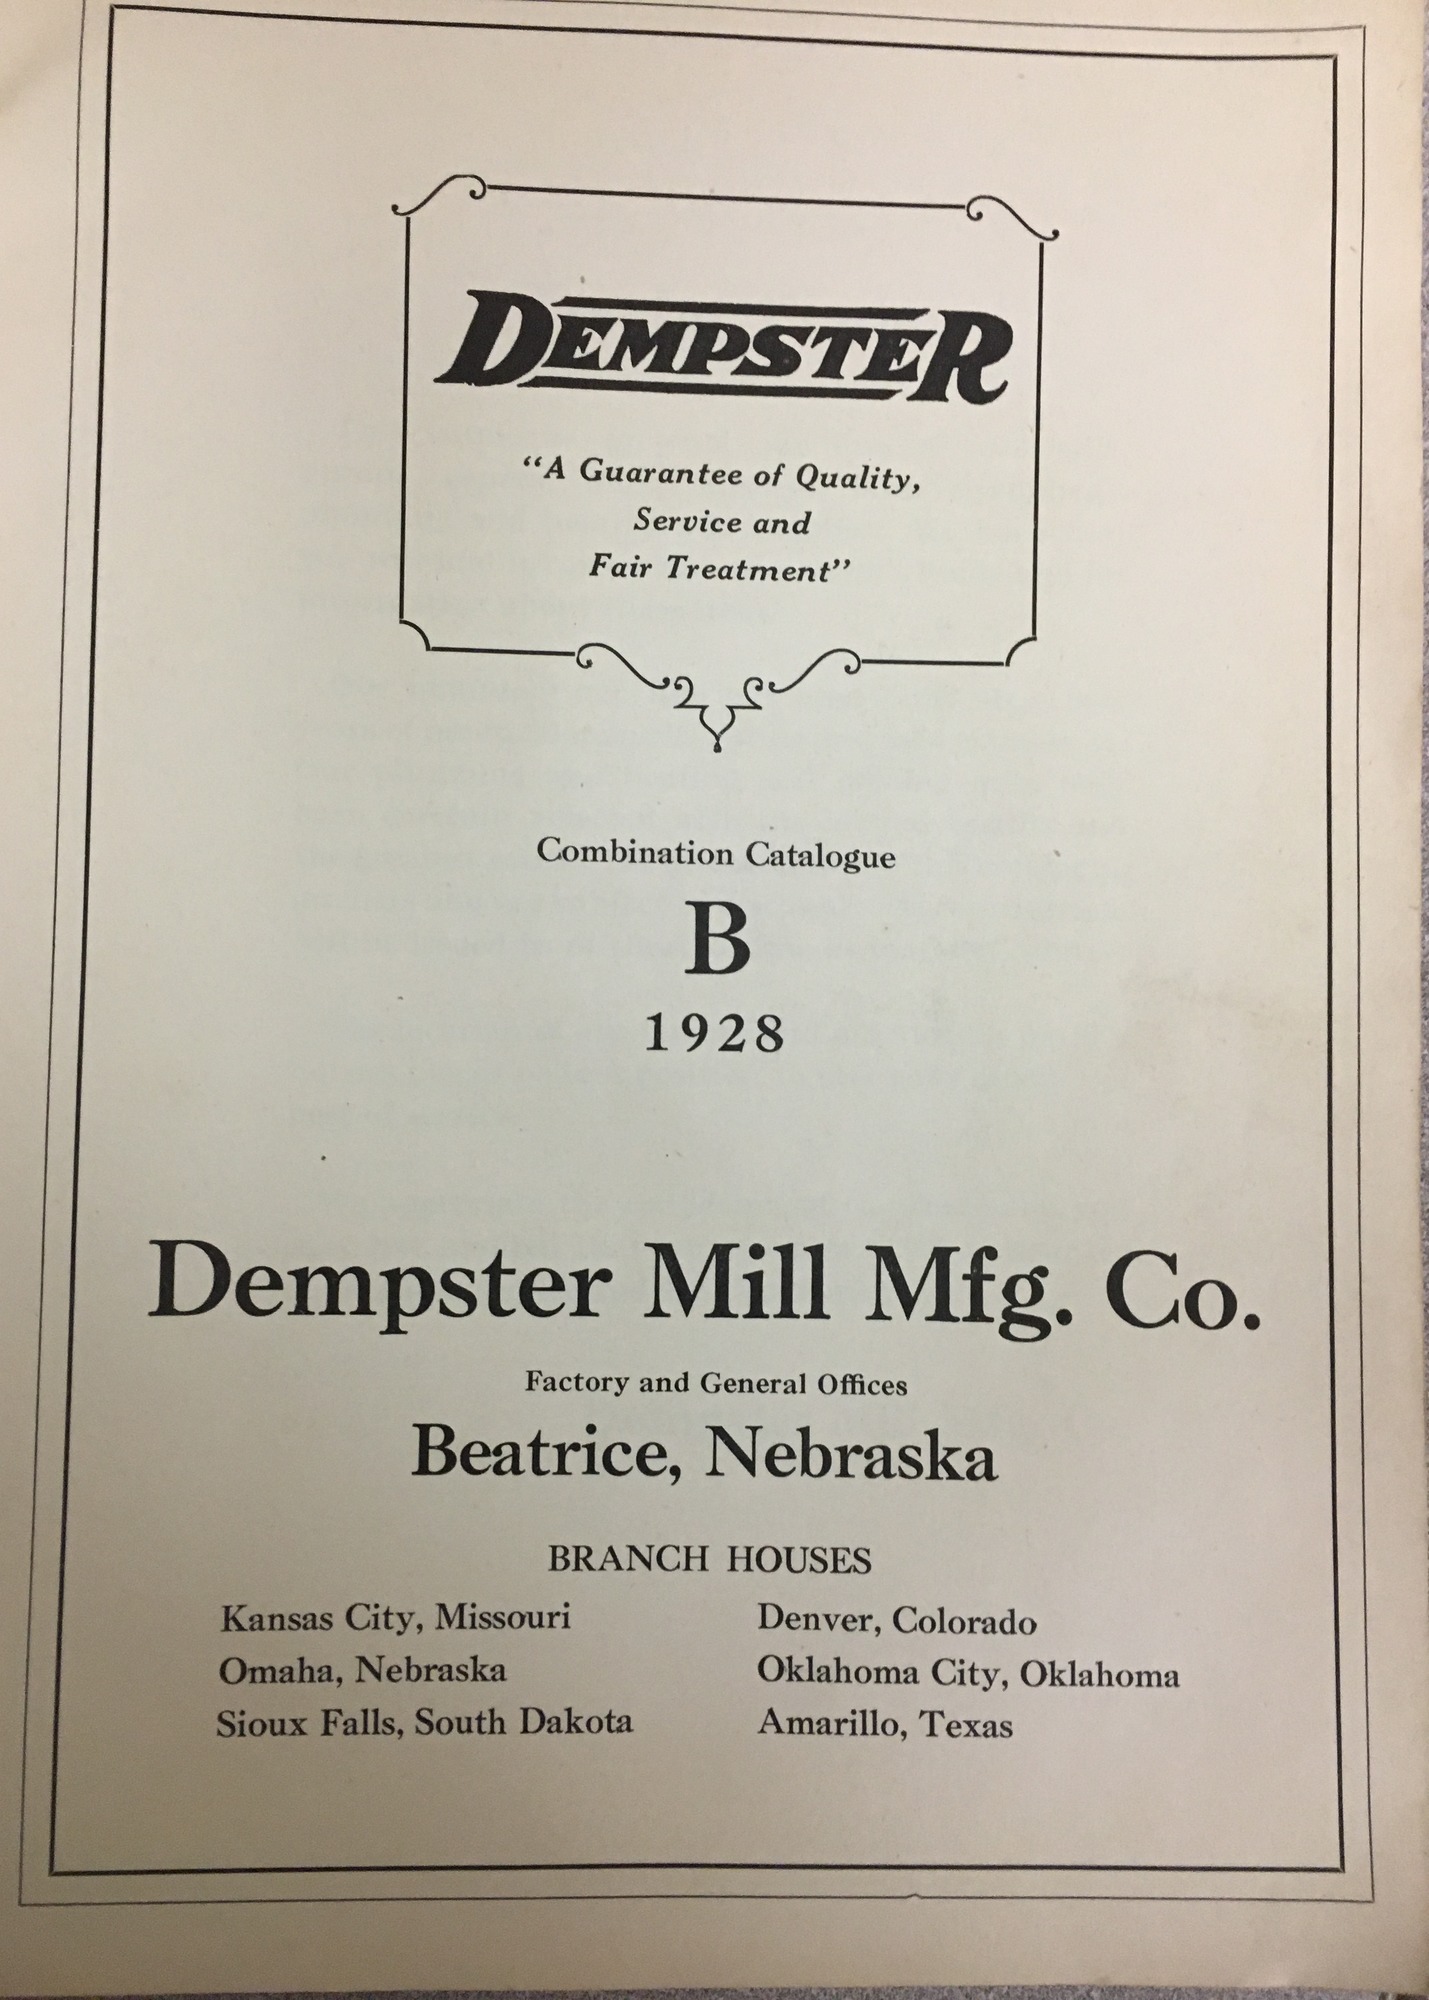 DEMPSTER
“A Guarantee of Quality,
Service and
Fair Treatment”
Combination Catalogue
B
1928
Dempster Mill Mfg. Co.
Factory and General Offices
Beatrice, Nebraska
BRANCH HOUSES
Kansas City, Missouri
Omaha, Nebraska
Sioux Falls, South Dakota
Denver, Colorado
Oklahoma City, Oklahoma
Amarillo, Texas